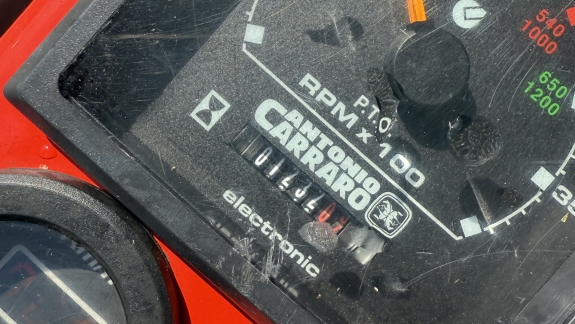 540
1000
650
1200
P.T.O.
RPM x 100
ANTONIO
CARRARO
electronic